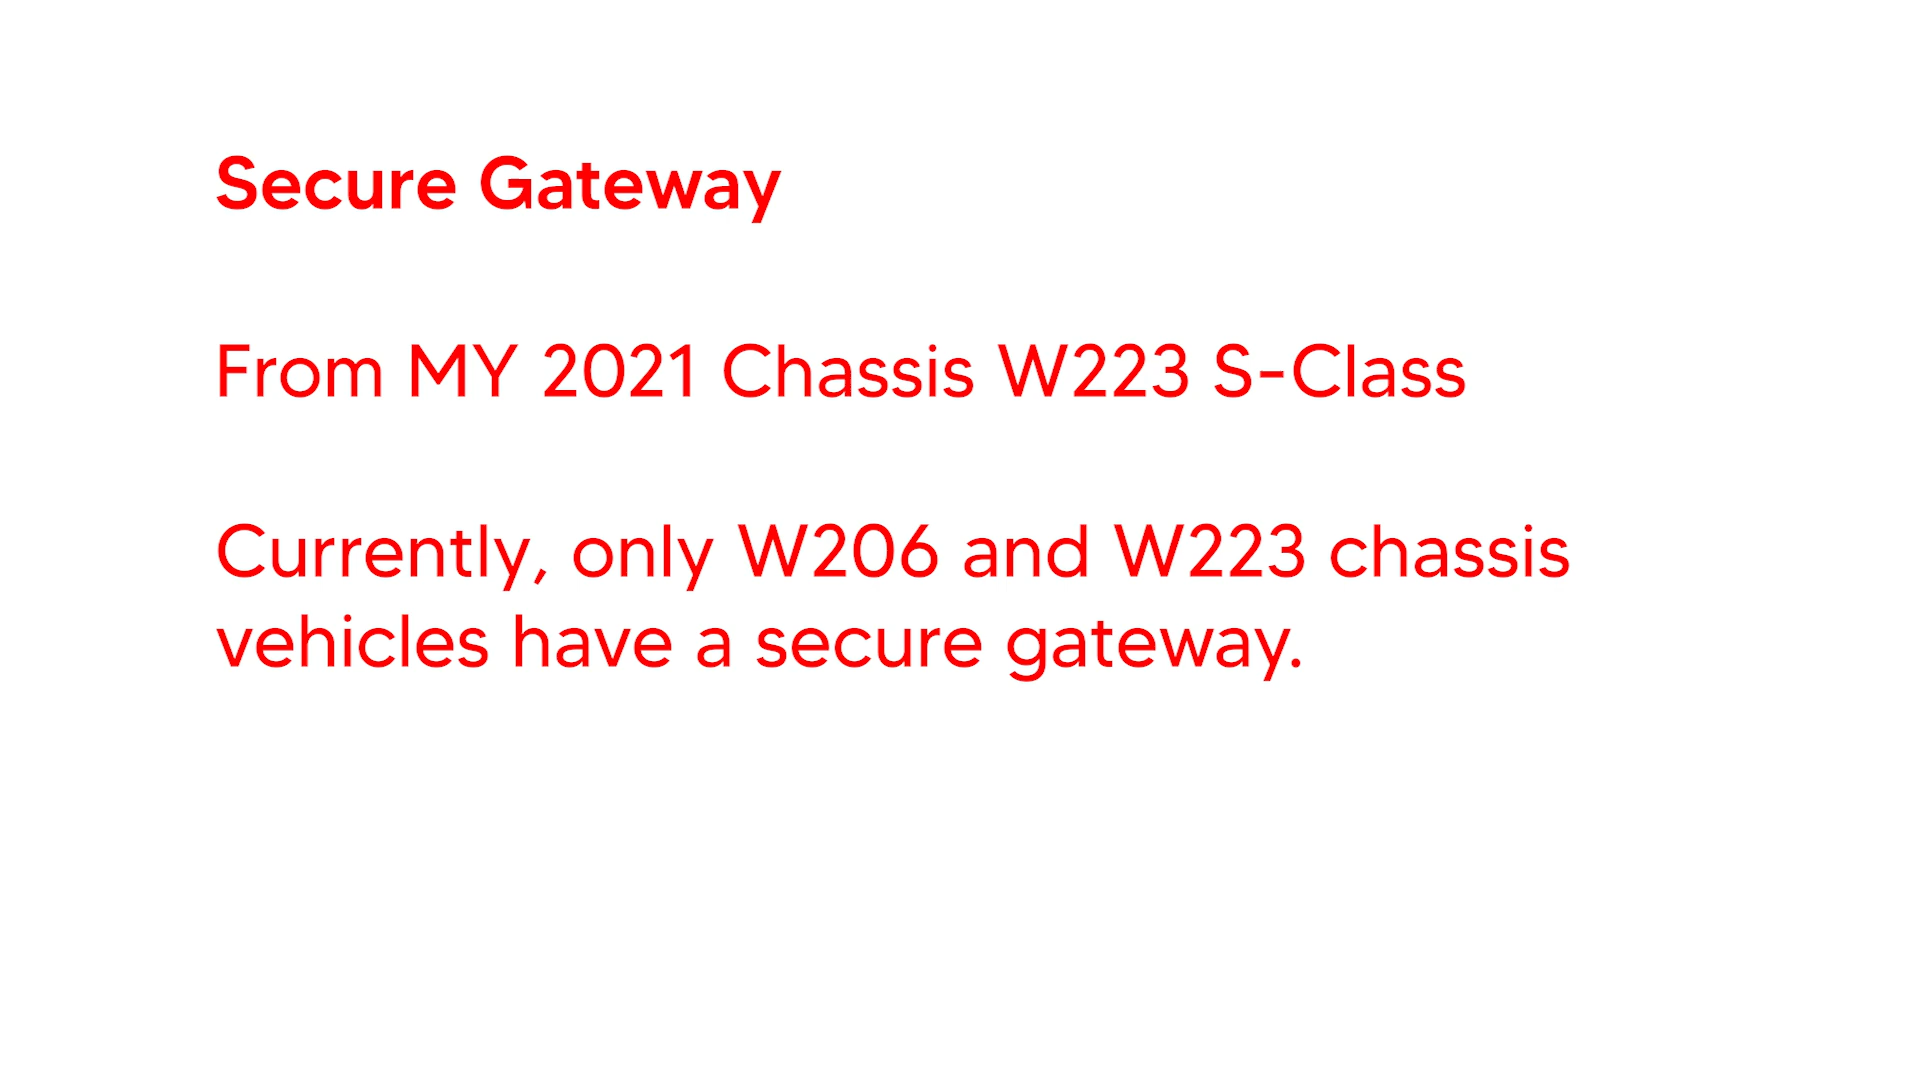 Secure Gateway
From MY 2021 Chassis W223 S-Class
Currently, only W206 and W223 chassis
vehicles have a secure gateway.